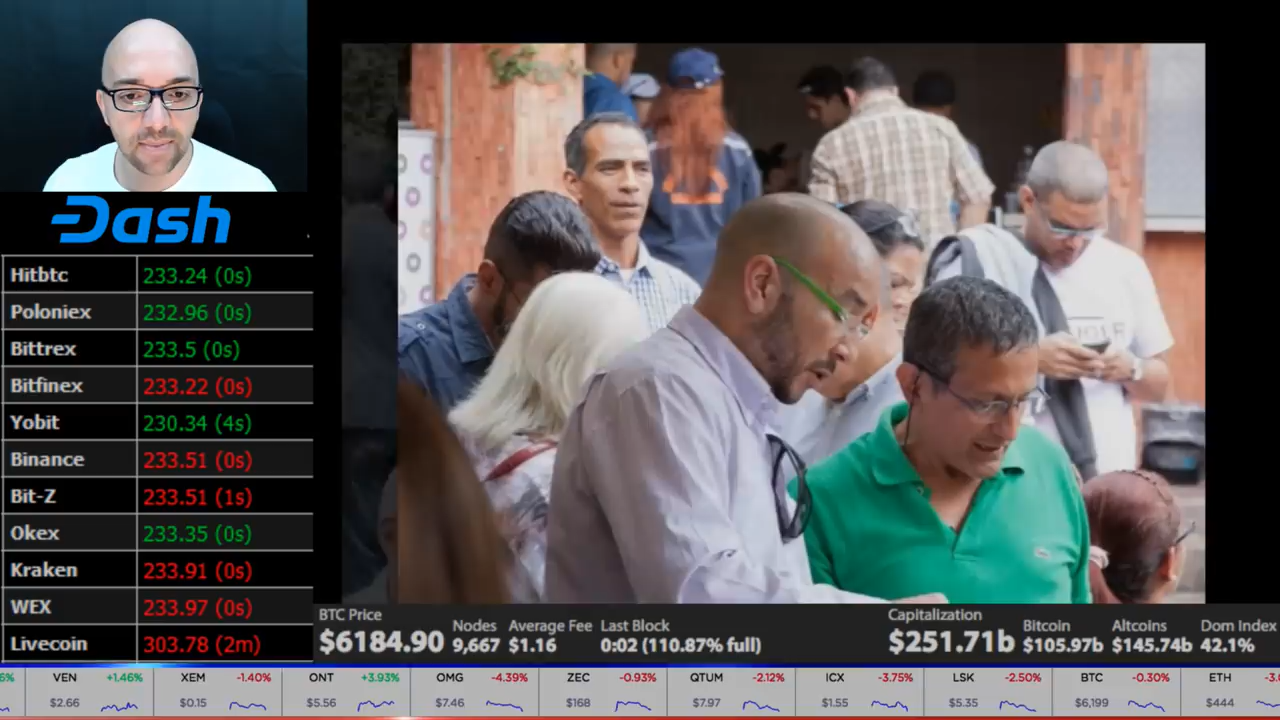 Dash
Hitbtc 233.24 (0s)
Poloniex 232.96 (0s)
Bittrex 233.5 (0s)
Bitfinex 233.22 (0s)
Yobit 230.34 (4s)
Binance 233.51 (0s)
Bit-Z 233.51 (1s)
Okex 233.35 (0s)
Kraken 233.91 (0s)
WEX 233.97 (0s)
Livecoin 303.78 (2m)
BTC Price Nodes Average Fee Last Block Capitalization Bitcoin Altcoins Dom Index
$6184.90 9,667 $1.16 0:02 (110.87% full) $251.71b $105.97b $145.74b 42.1%
VEN +1.46% XEM -1.40% ONT +3.93% OMG -4.39% ZEC -0.93% QTUM -2.12% ICX -3.75% LSK -2.50% BTC -0.30% ETH
$2.66 $0.15 $5.56 $7.46 $168 $7.97 $1.55 $5.35 $6,199 $444